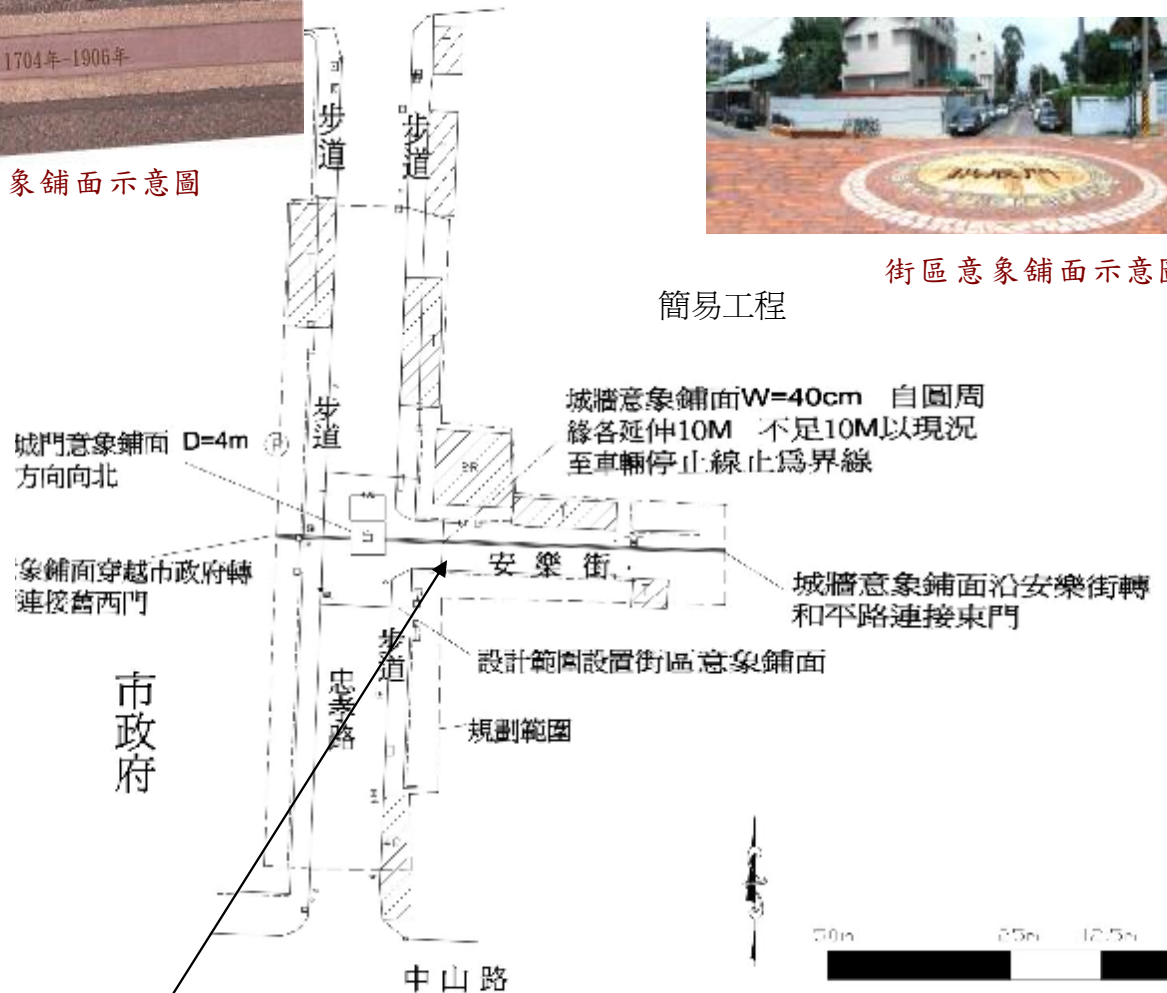 1704年-1906年
象舖面示意圖
街區意象舖面示意圖
簡易工程
步道
步道
步道
城牆意象鋪面W=40cm 自圓周
緣各延伸10M 不足10M以現況
至車輛停止線止爲界線
城門意象鋪面 D=4m
方向向北
安樂街
象鋪面穿越市政府轉
連接舊西門
城牆意象鋪面沿安樂街轉
和平路連接東門
步道
設計範圍設置街區意象鋪面
忠孝路
市政府
規劃範圍
50m 25m 12.5m
中山路